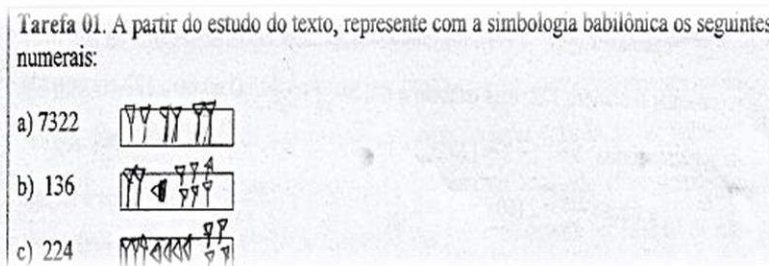 Tarefa 01. A partir do estudo do texto, represente com a simbologia babilônica os seguintes
numerais:
a) 7322
b) 136
c) 224